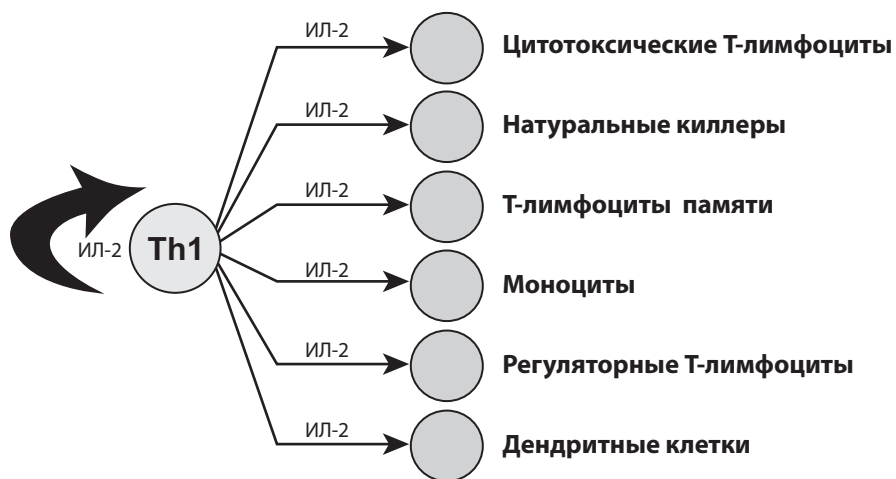 ИЛ-2
Цитотоксические Т-лимфоциты
ИЛ-2
Натуральные киллеры
ИЛ-2
Т-лимфоциты памяти
ИЛ-2
Th1
ИЛ-2
Моноциты
ИЛ-2
Регуляторные Т-лимфоциты
ИЛ-2
Дендритные клетки